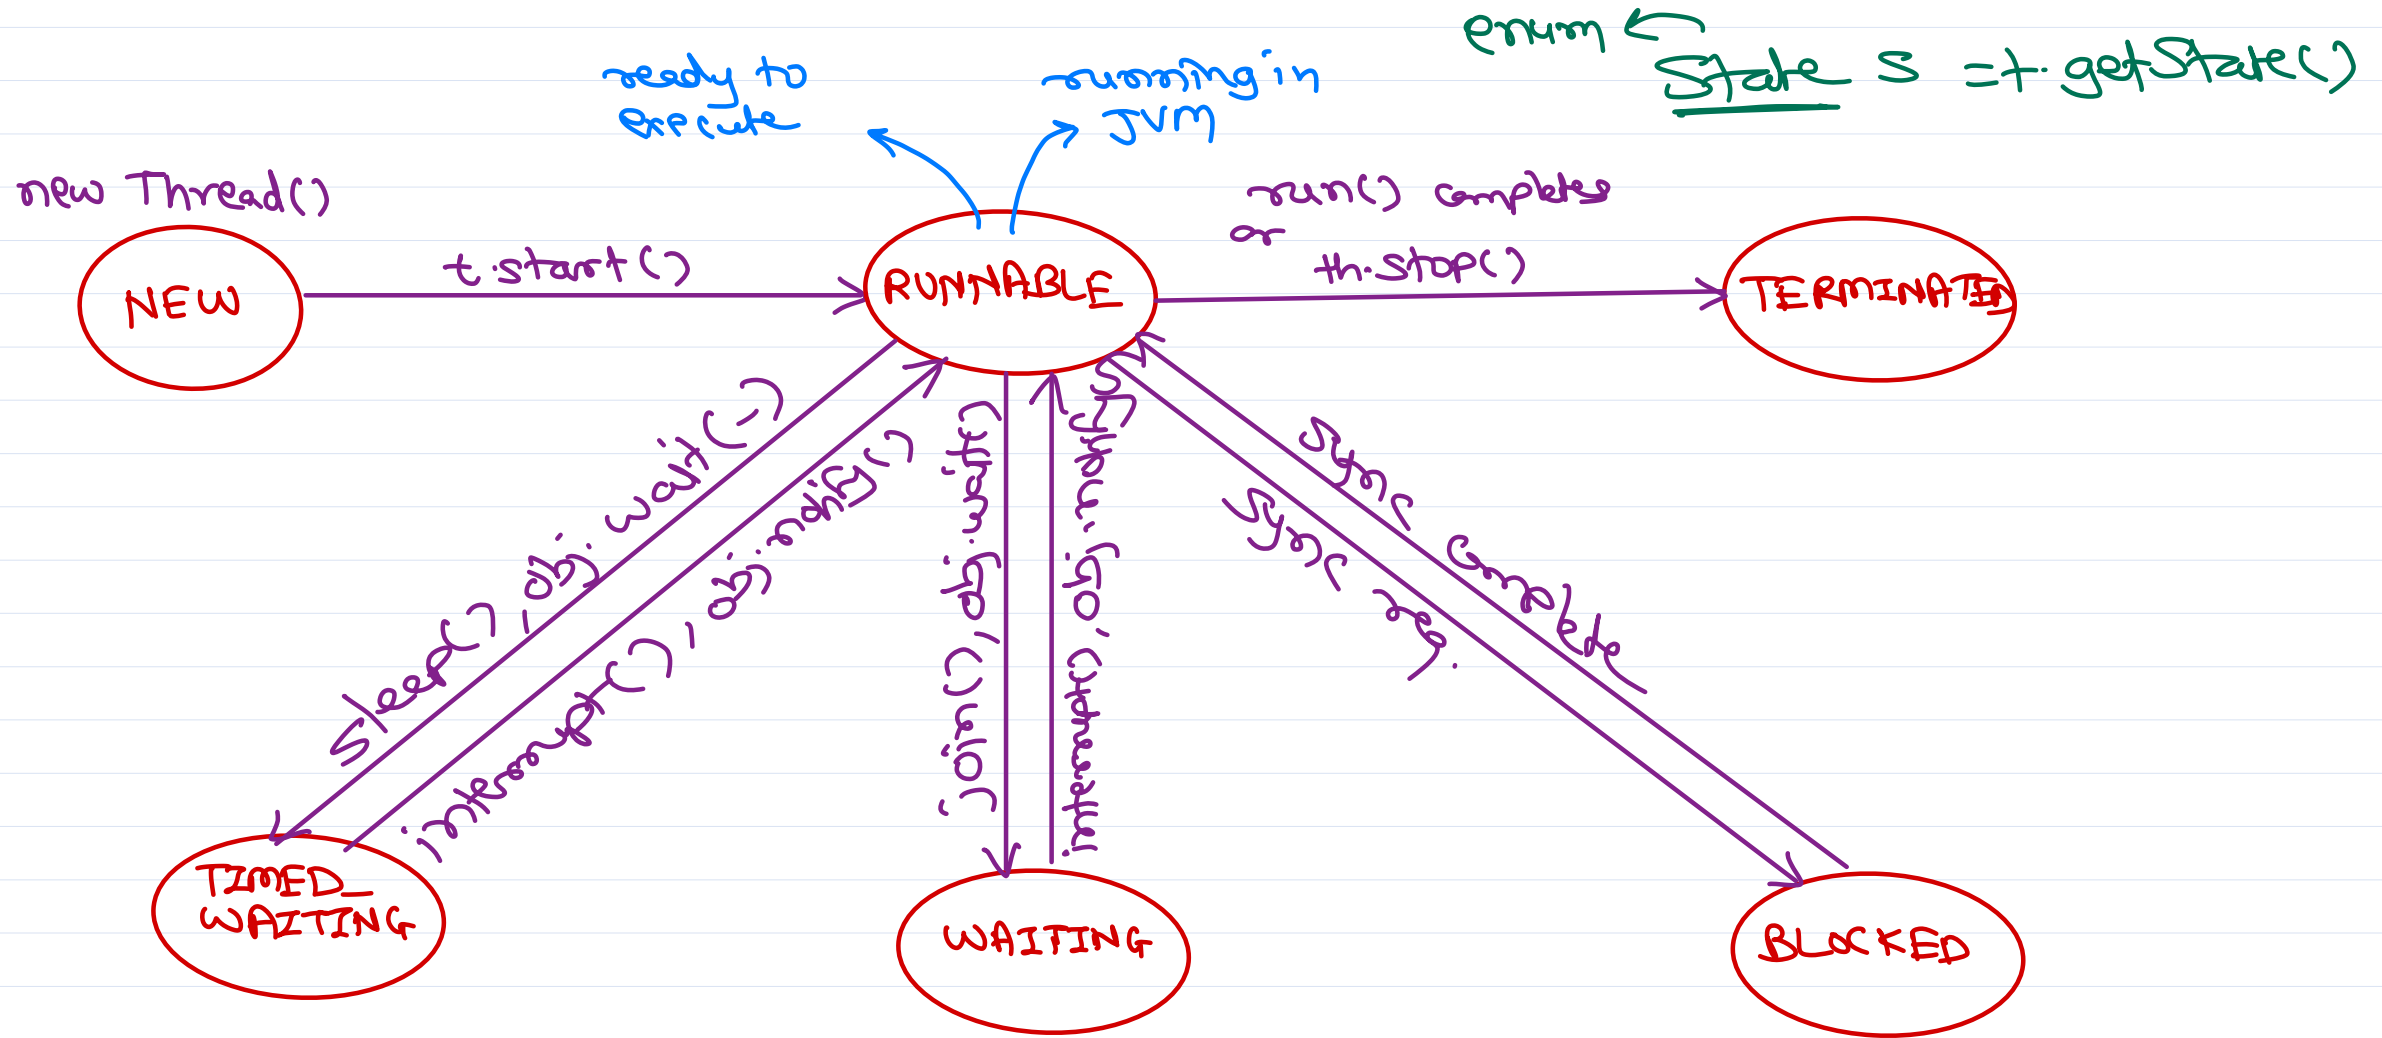 enum
State s = t.getState()
ready to
execute
running in
JVM
new Thread()
run() completes
or
th.stop()
t.start()
NEW
RUNNABLE
TERMINATED
sleep(), obj.wait(-)
interrupt(), obj.notify()
join(), obj.wait()
interrupt(), obj.notify()
sync completed
sync req.
TIMED_
WAITING
WAITING
BLOCKED